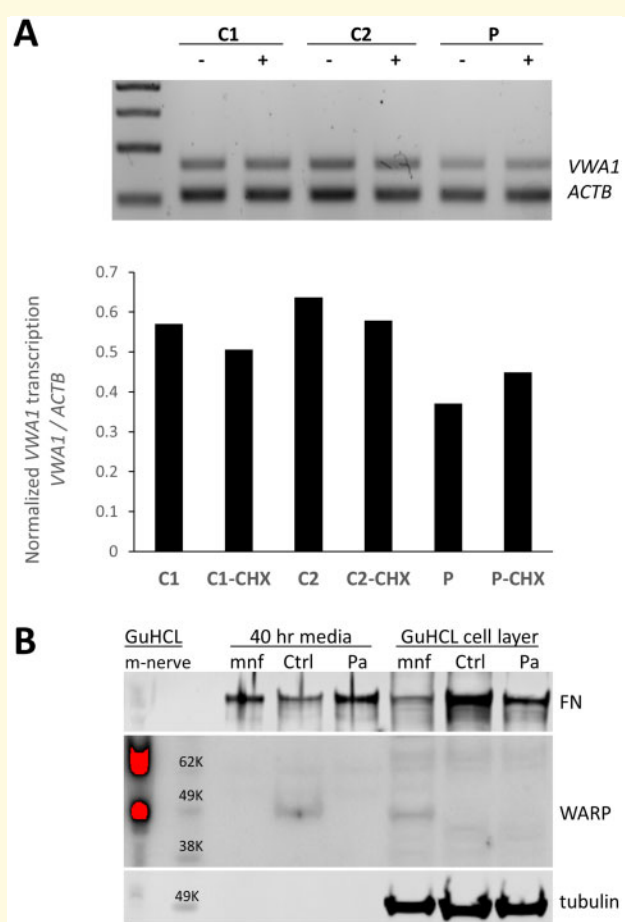 A
C1 C2 P
- + - + - +
VWA1
ACTB
Normalized VWA1 transcription
VWA1 / ACTB
0.7
0.6
0.5
0.4
0.3
0.2
0.1
0
C1 C1-CHX C2 C2-CHX P P-CHX
B
GuHCL 40 hr media GuHCL cell layer
m-nerve mnf Ctrl Pa mnf Ctrl Pa
FN
62K
49K
WARP
38K
49K
tubulin